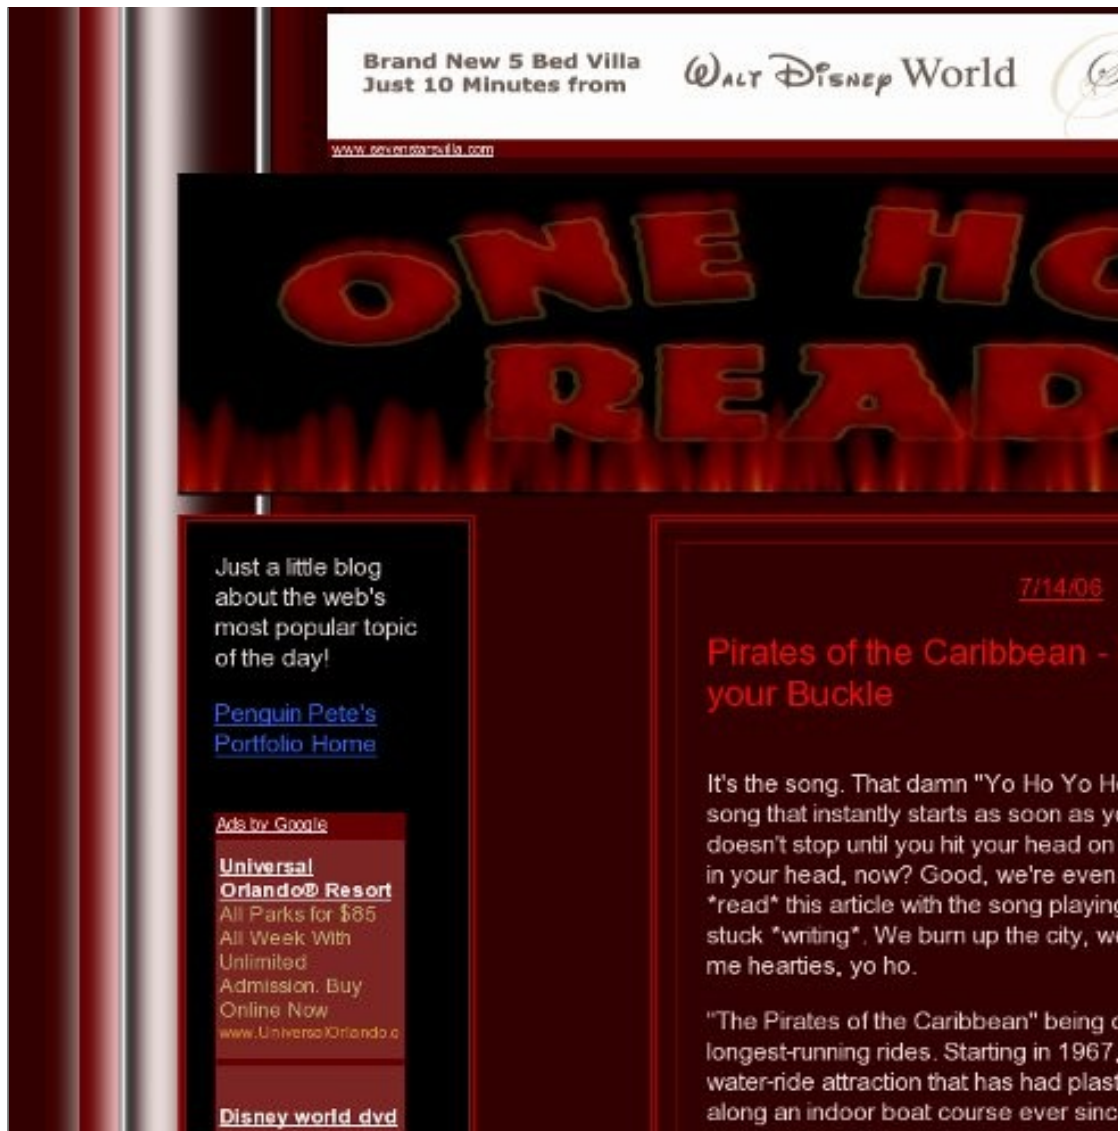 Brand New 5 Bed Villa
Just 10 Minutes from
WALT DISNEY World
www.sevenstarsvilla.com
ONE HO
READ
Just a little blog
about the web's
most popular topic
of the day!
Penguin Pete's
Portfolio Home
Ads by Google
Universal
Orlando® Resort
All Parks for $85
All Week With
Unlimited
Admission. Buy
Online Now
www.UniversalOrlando.c
Disney world dvd
7/14/06
Pirates of the Caribbean -
your Buckle
It's the song. That damn "Yo Ho Yo Ho
song that instantly starts as soon as yo
doesn't stop until you hit your head on
in your head, now? Good, we're even.
*read* this article with the song playing
stuck *writing*. We burn up the city, we
me hearties, yo ho.
"The Pirates of the Caribbean" being o
longest-running rides. Starting in 1967,
water-ride attraction that has had plast
along an indoor boat course ever sinc